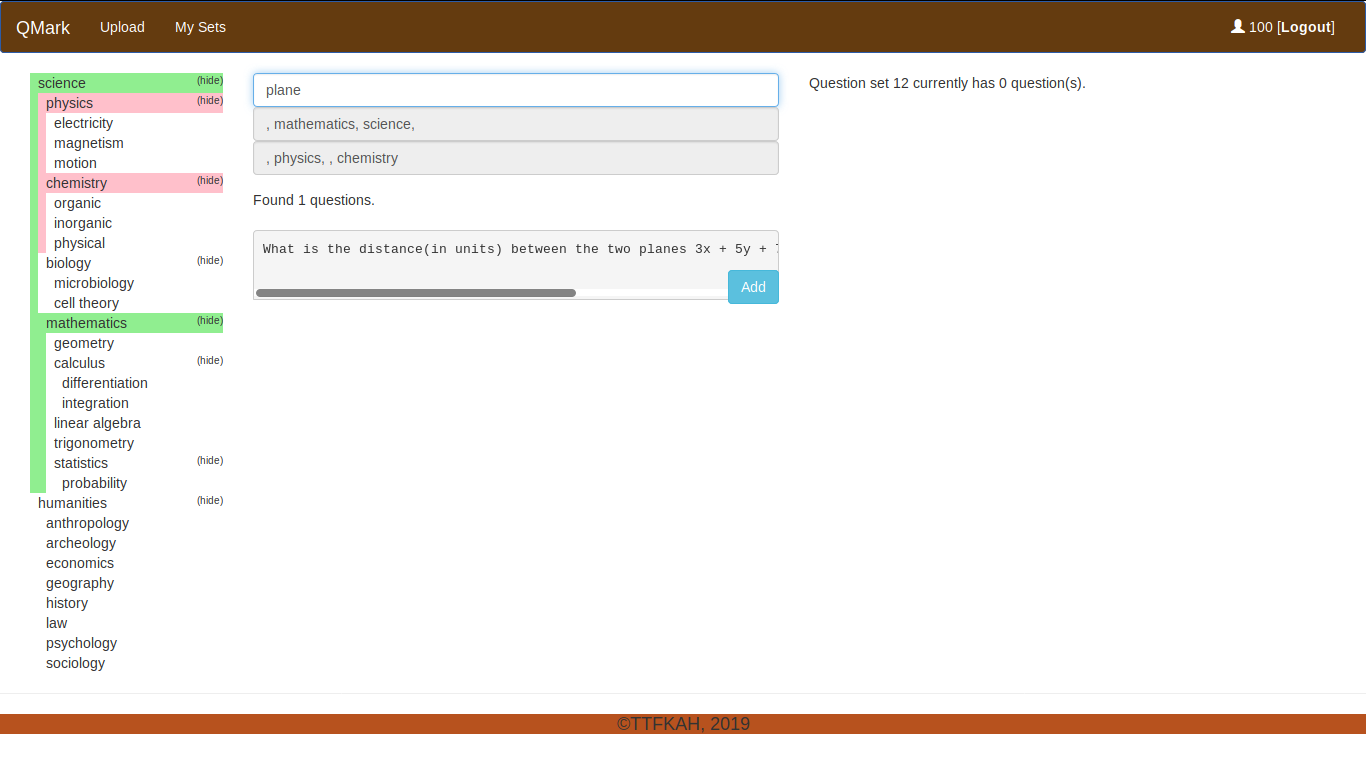 QMark Upload My Sets 100 [Logout]
science (hide)
physics (hide)
electricity
magnetism
motion
chemistry (hide)
organic
inorganic
physical
biology (hide)
microbiology
cell theory
mathematics (hide)
geometry
calculus (hide)
differentiation
integration
linear algebra
trigonometry
statistics (hide)
probability
humanities (hide)
anthropology
archeology
economics
geography
history
law
psychology
sociology
plane
, mathematics, science,
, physics, , chemistry
Found 1 questions.
What is the distance(in units) between the two planes 3x + 5y +
Add
Question set 12 currently has 0 question(s).
©TTFKAH, 2019